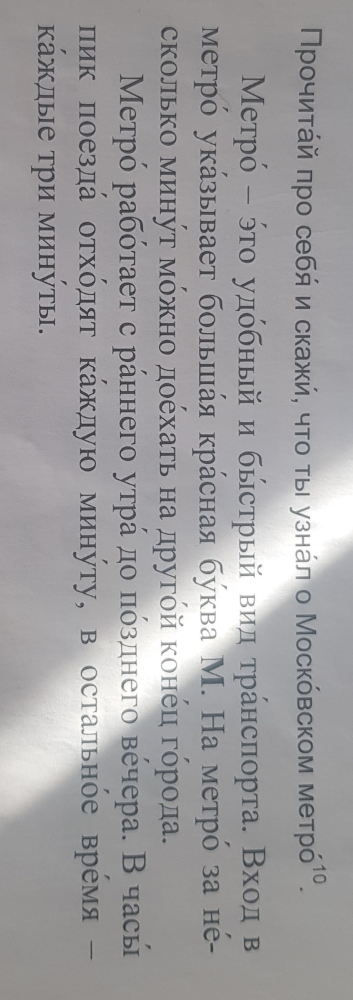 Прочита́й про себя́ и скажи́, что ты узна́л о Моско́вском метро́¹⁰.
Метро́ – э́то удо́бный и бы́стрый вид тра́нспорта. Вход в
метро́ ука́зывает больша́я кра́сная бу́ква М. На метро́ за не́-
сколько мину́т мо́жно дое́хать на друго́й коне́ц го́рода.
Метро́ рабо́тает с ра́ннего утра́ до по́зднего ве́чера. В часы́
пик поезда́ отхо́дят ка́ждую мину́ту, в остально́е вре́мя –
ка́ждые три мину́ты.